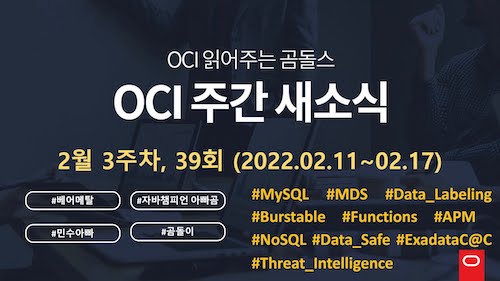 OCI 읽어주는 곰돌스
OCI 주간 새소식
2월 3주차, 39회 (2022.02.11~02.17)
#베어메탈 #자바챔피언 아빠곰
#민수아빠 #곰돌이
#MySQL #MDS #Data_Labeling
#Burstable #Functions #APM
#NoSQL #Data_Safe #ExadataC@C
#Threat_Intelligence